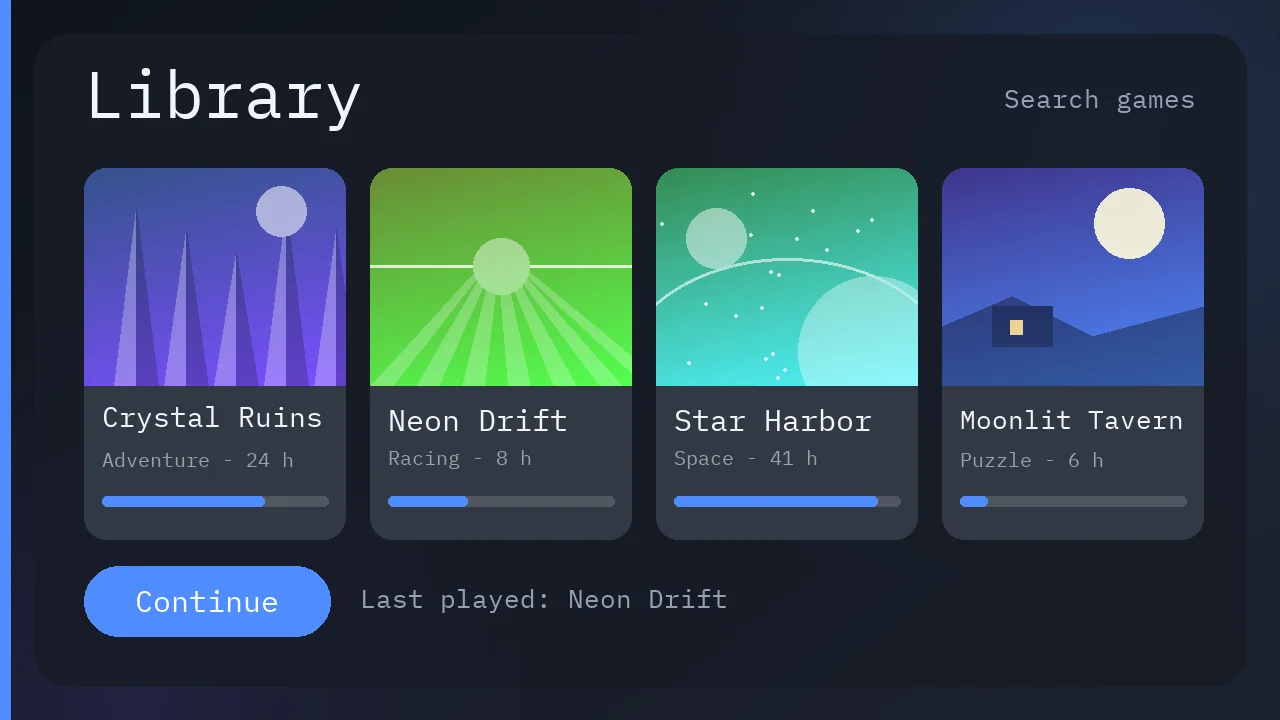 Library
Search games
Crystal Ruins
Adventure - 24 h
Neon Drift
Racing - 8 h
Star Harbor
Space - 41 h
Moonlit Tavern
Puzzle - 6 h
Continue
Last played: Neon Drift